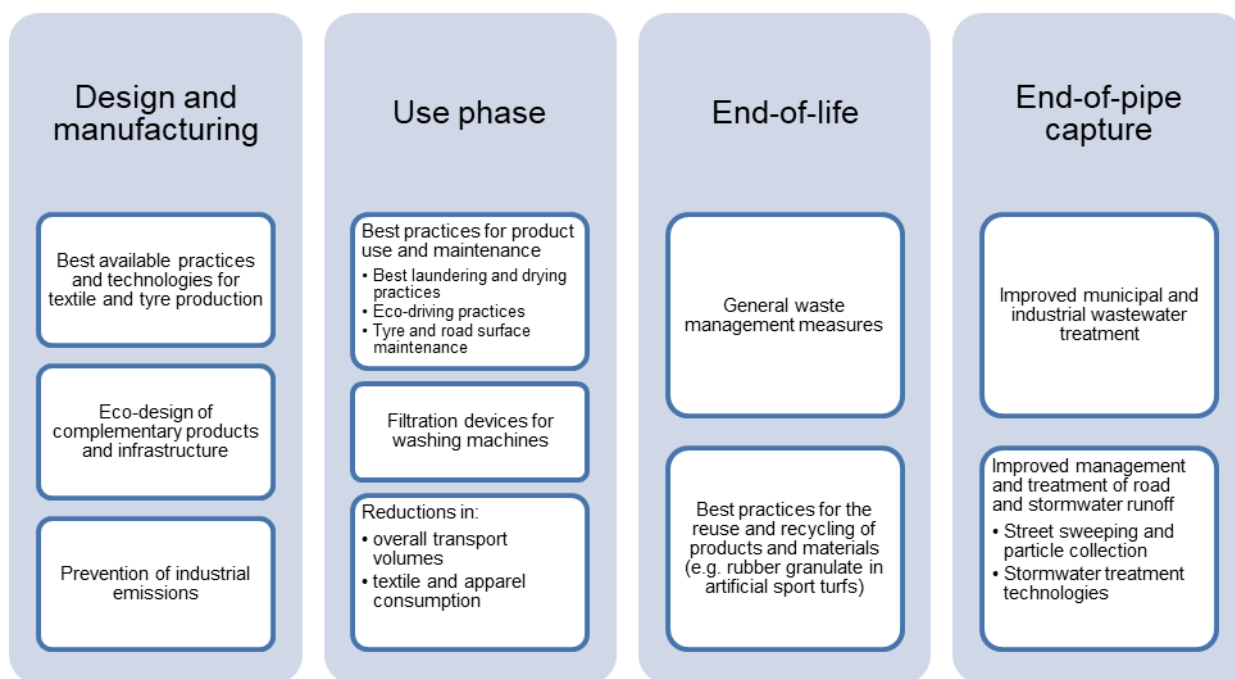 Design and
manufacturing
Best available practices
and technologies for
textile and tyre production
Eco-design of
complementary products
and infrastructure
Prevention of industrial
emissions
Use phase
Best practices for product
use and maintenance
• Best laundering and drying
practices
• Eco-driving practices
• Tyre and road surface
maintenance
Filtration devices for
washing machines
Reductions in:
• overall transport
volumes
• textile and apparel
consumption
End-of-life
General waste
management measures
Best practices for the
reuse and recycling of
products and materials
(e.g. rubber granulate in
artificial sport turfs)
End-of-pipe
capture
Improved municipal and
industrial wastewater
treatment
Improved management
and treatment of road
and stormwater runoff
• Street sweeping and
particle collection
• Stormwater treatment
technologies